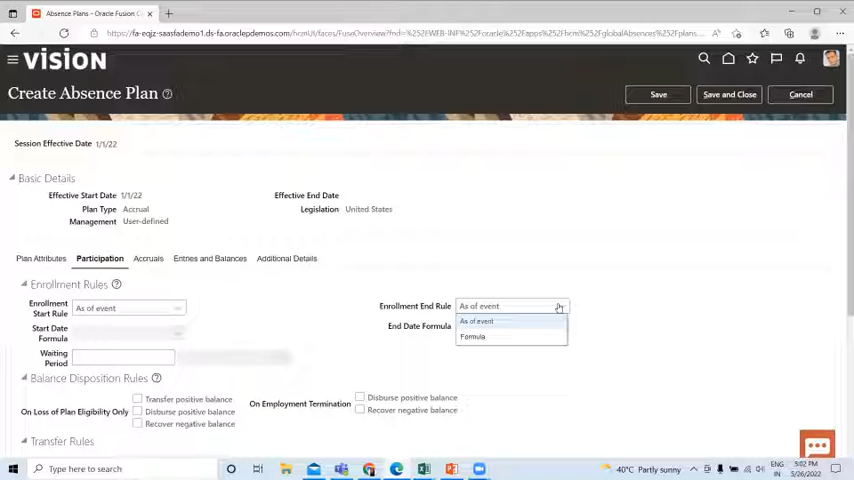 Absence Plans - Oracle Fusion C
https://fa-eqjz-saasfademo1.ds-fa.oraclepdemos.com/hcmUI/faces/FuseOverview?fnd=%253B%252FWEB-INF%252Foracle%252Fapps%252Fhcm%252FglobalAbsences%252Fplans
VISION
Create Absence Plan
Save
Save and Close
Cancel
Session Effective Date 1/1/22
Basic Details
Effective Start Date 1/1/22 Effective End Date
Plan Type Accrual Legislation United States
Management User-defined
Plan Attributes Participation Accruals Entries and Balances Additional Details
Enrollment Rules
Enrollment Start Rule As of event
Enrollment End Rule As of event
As of event
Formula
Start Date Formula
End Date Formula
Waiting Period
Balance Disposition Rules
On Loss of Plan Eligibility Only
Transfer positive balance
Disburse positive balance
Recover negative balance
On Employment Termination
Disburse positive balance
Recover negative balance
Transfer Rules
Type here to search
40°C Partly sunny
ENG
IN
5:02 PM
5/26/2022